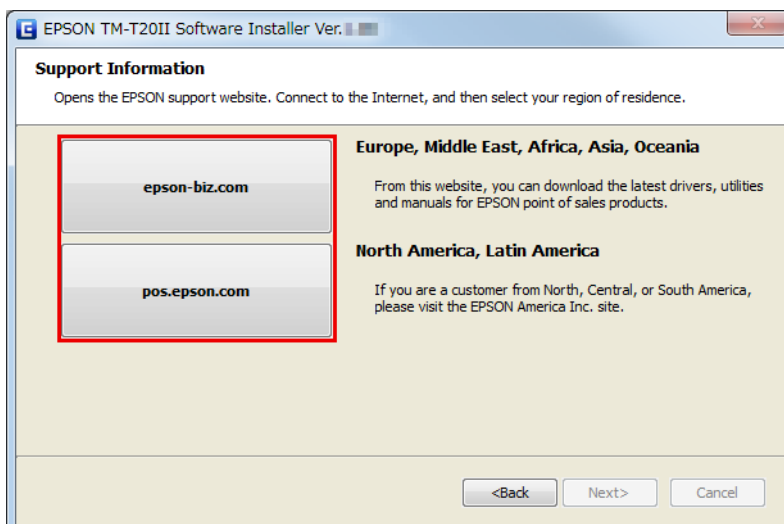 EPSON TM-T20II Software Installer Ver.
Support Information
Opens the EPSON support website. Connect to the Internet, and then select your region of residence.
epson-biz.com
Europe, Middle East, Africa, Asia, Oceania
From this website, you can download the latest drivers, utilities
and manuals for EPSON point of sales products.
pos.epson.com
North America, Latin America
If you are a customer from North, Central, or South America,
please visit the EPSON America Inc. site.
<Back
Next>
Cancel